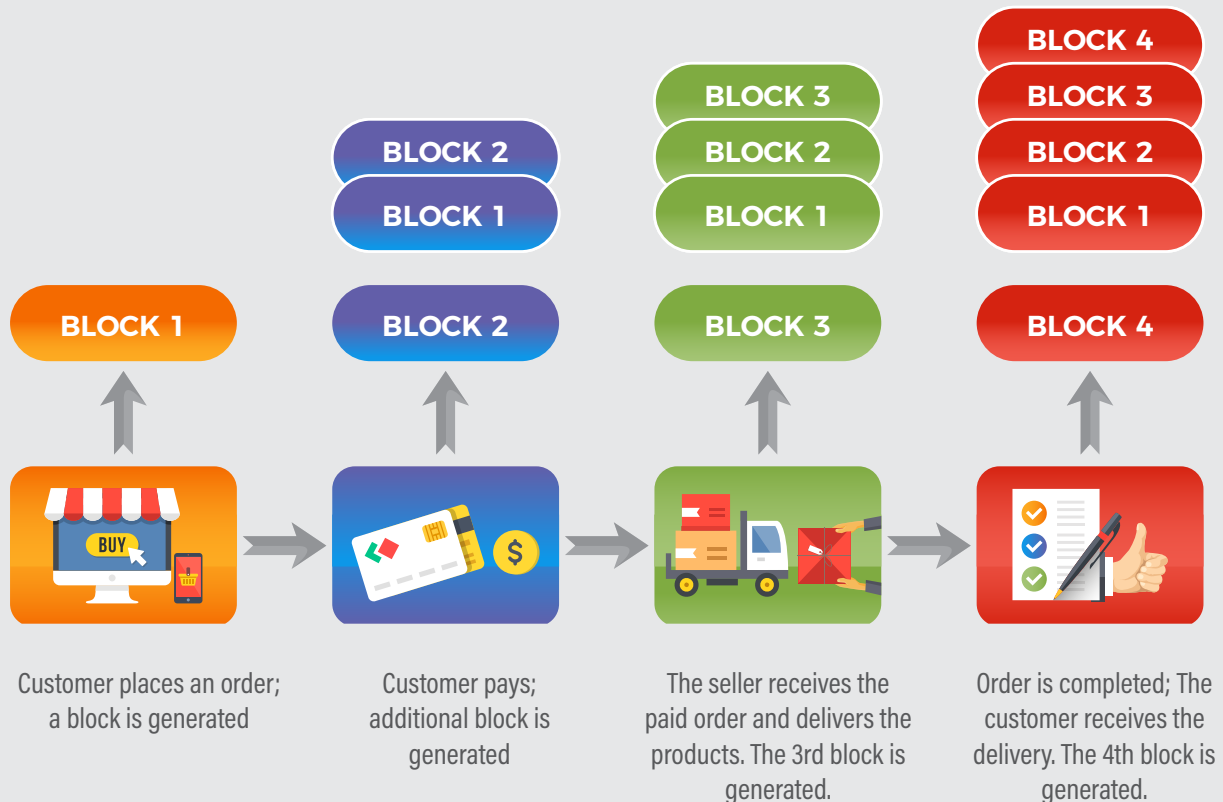 BLOCK 4
BLOCK 3
BLOCK 2
BLOCK 1
BLOCK 3
BLOCK 2
BLOCK 1
BLOCK 2
BLOCK 1
BLOCK 1
BLOCK 2
BLOCK 3
BLOCK 4
BUY
8
$
Customer places an order;
a block is generated
Customer pays;
additional block is
generated
The seller receives the
paid order and delivers the
products. The 3rd block is
generated.
Order is completed; The
customer receives the
delivery. The 4th block is
generated.